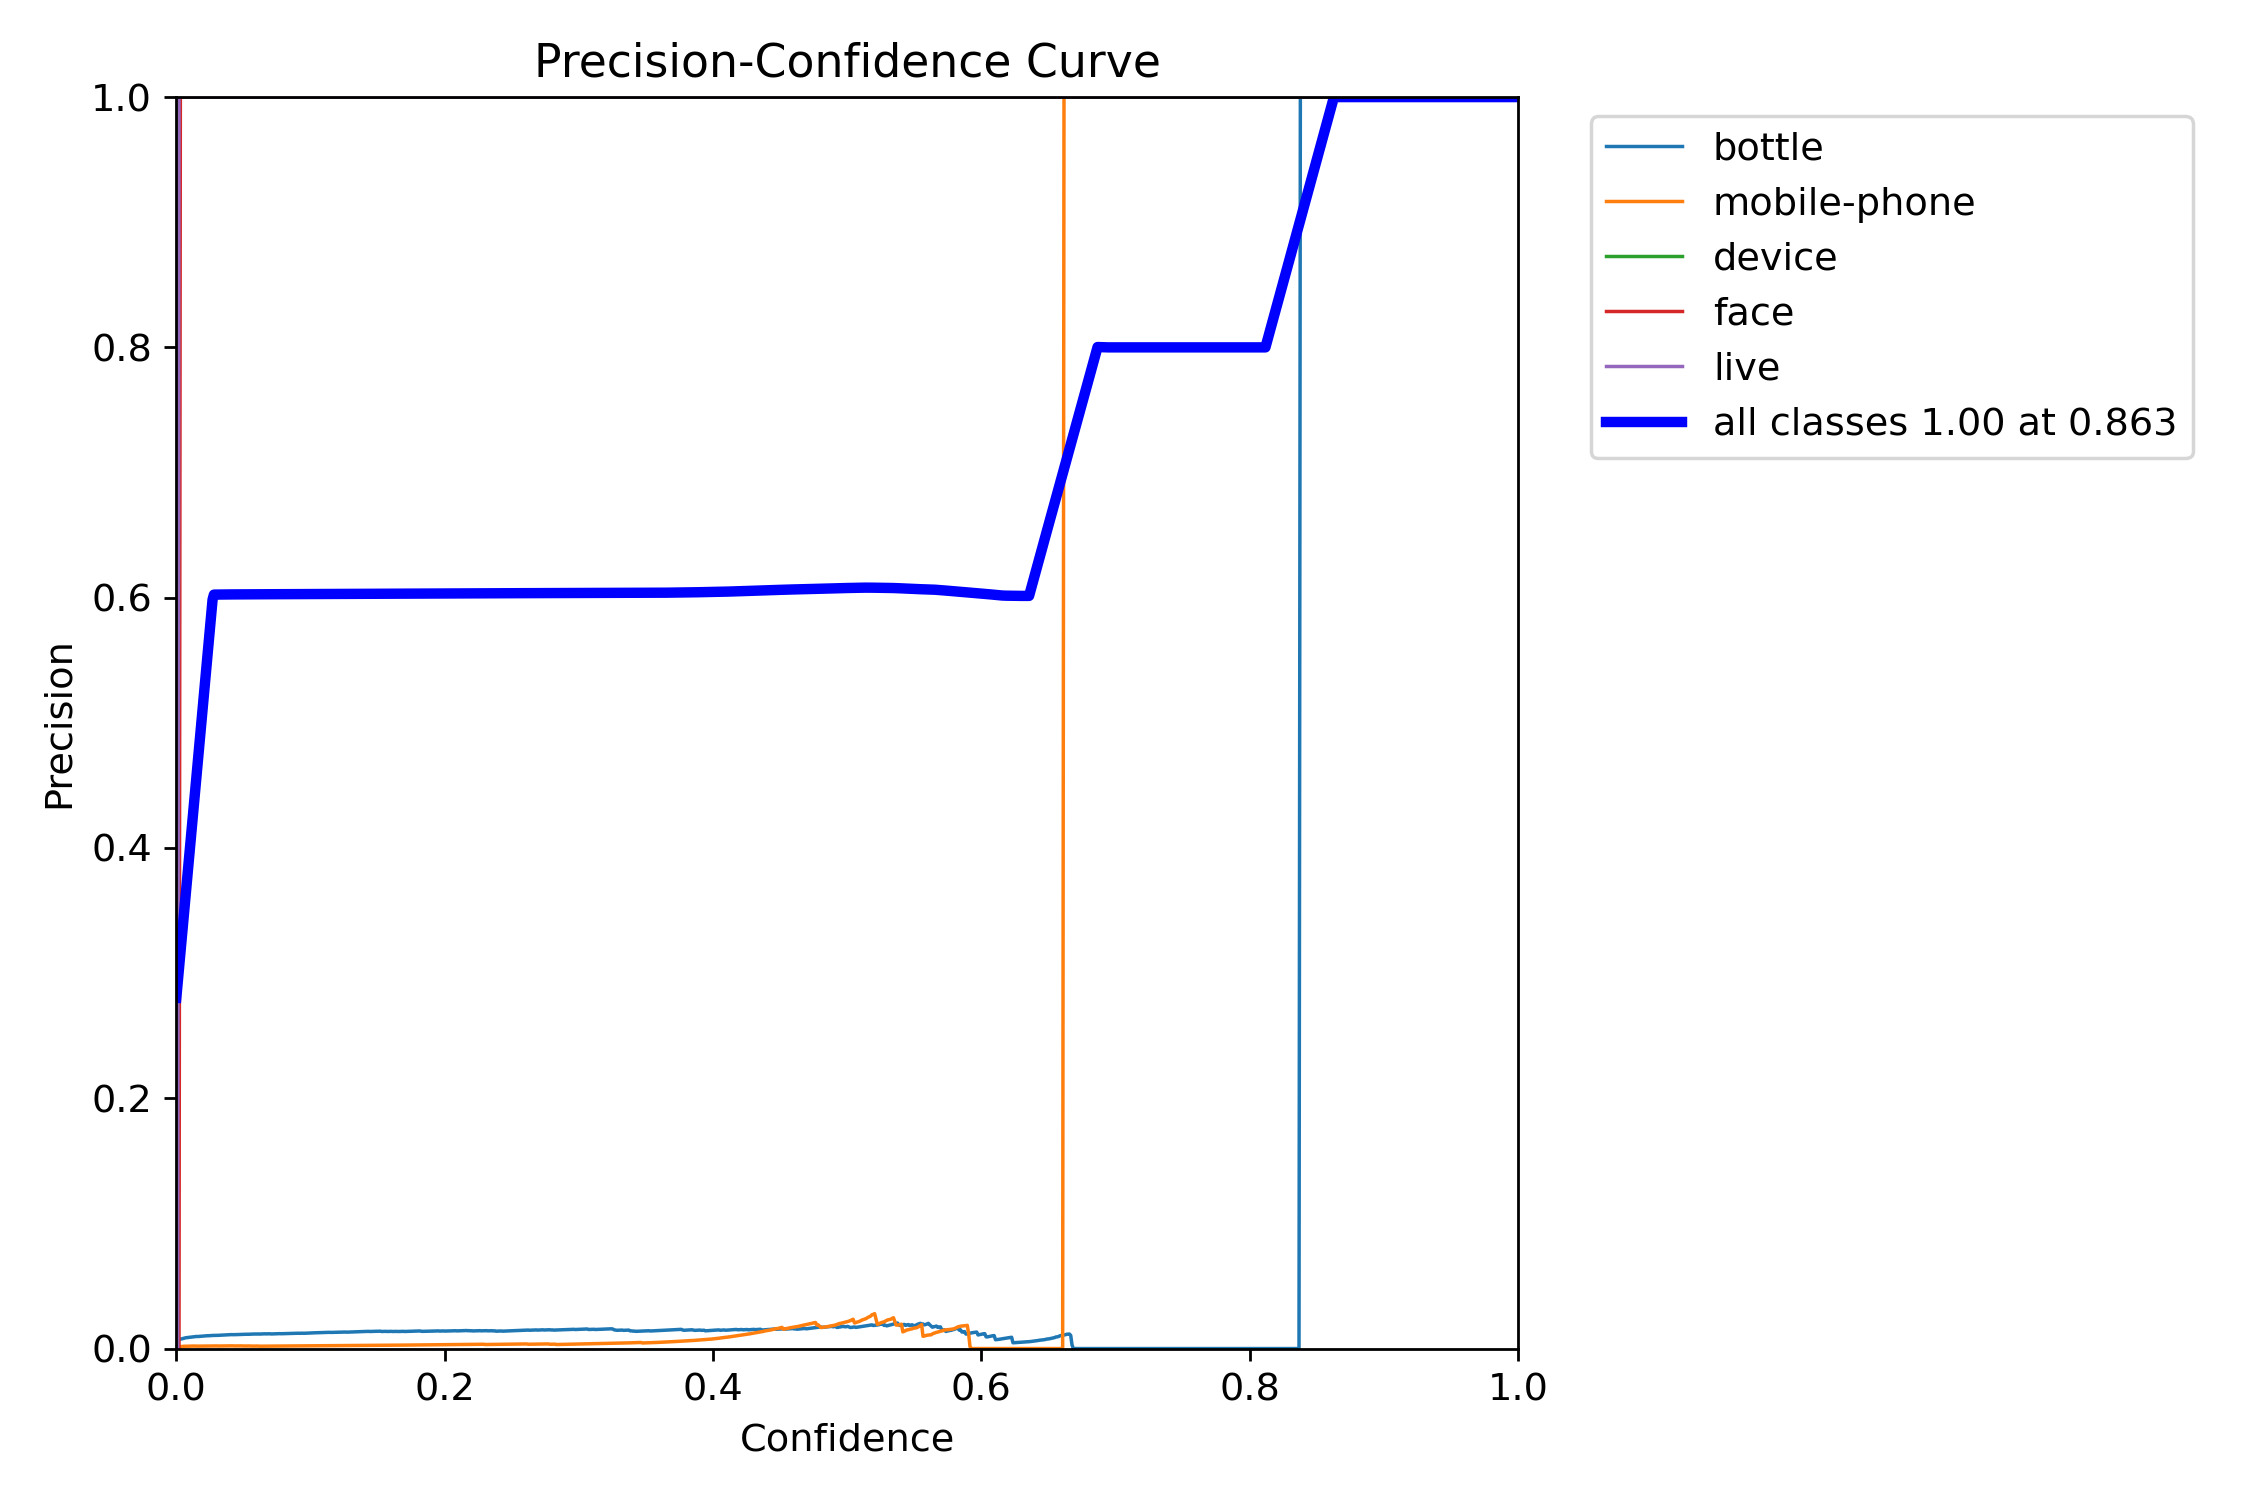 Precision-Confidence Curve
1.0
0.8
0.6
0.4
0.2
0.0
Precision
0.0 0.2 0.4 0.6 0.8 1.0
Confidence
bottle
mobile-phone
device
face
live
all classes 1.00 at 0.863